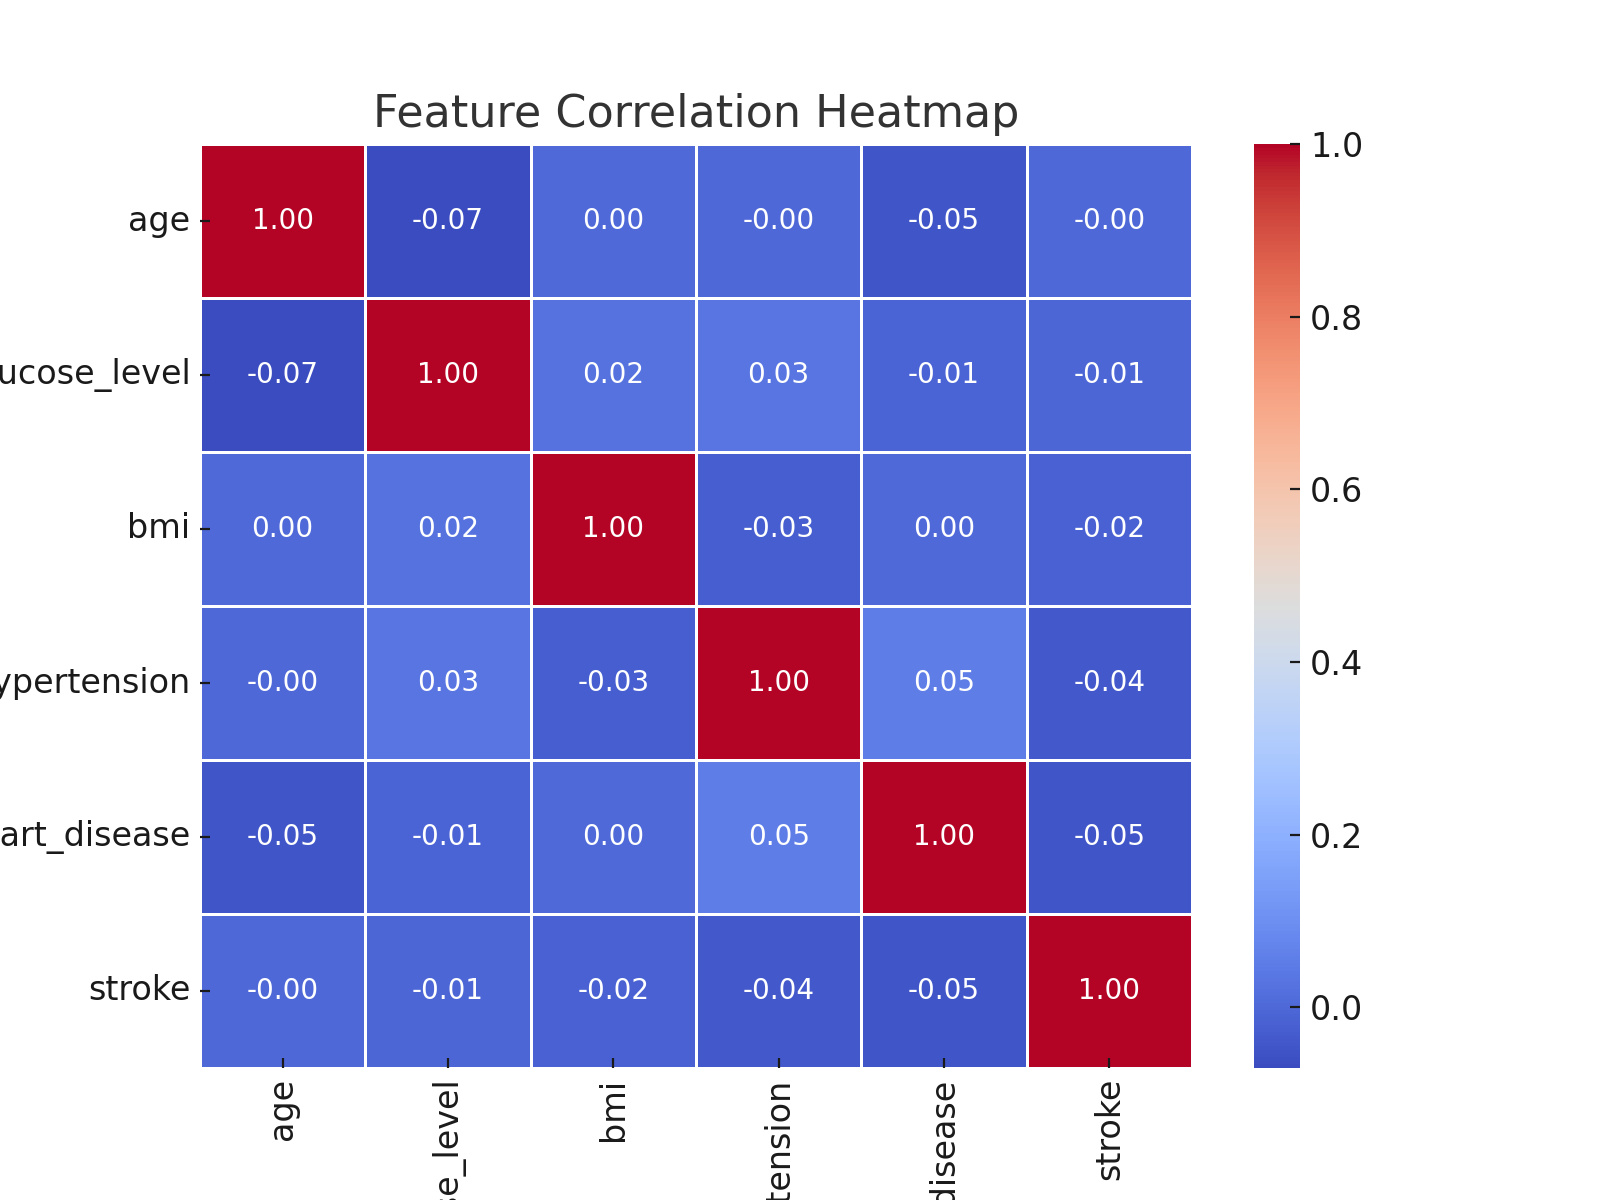 Feature Correlation Heatmap
1.0
age 1.00 -0.07 0.00 -0.00 -0.05 -0.00
0.8
ucose_level -0.07 1.00 0.02 0.03 -0.01 -0.01
0.6
bmi 0.00 0.02 1.00 -0.03 0.00 -0.02
0.4
ypertension -0.00 0.03 -0.03 1.00 0.05 -0.04
0.2
art_disease -0.05 -0.01 0.00 0.05 1.00 -0.05
stroke -0.00 -0.01 -0.02 -0.04 -0.05 1.00
0.0
age
se_level
bmi
tension
disease
stroke